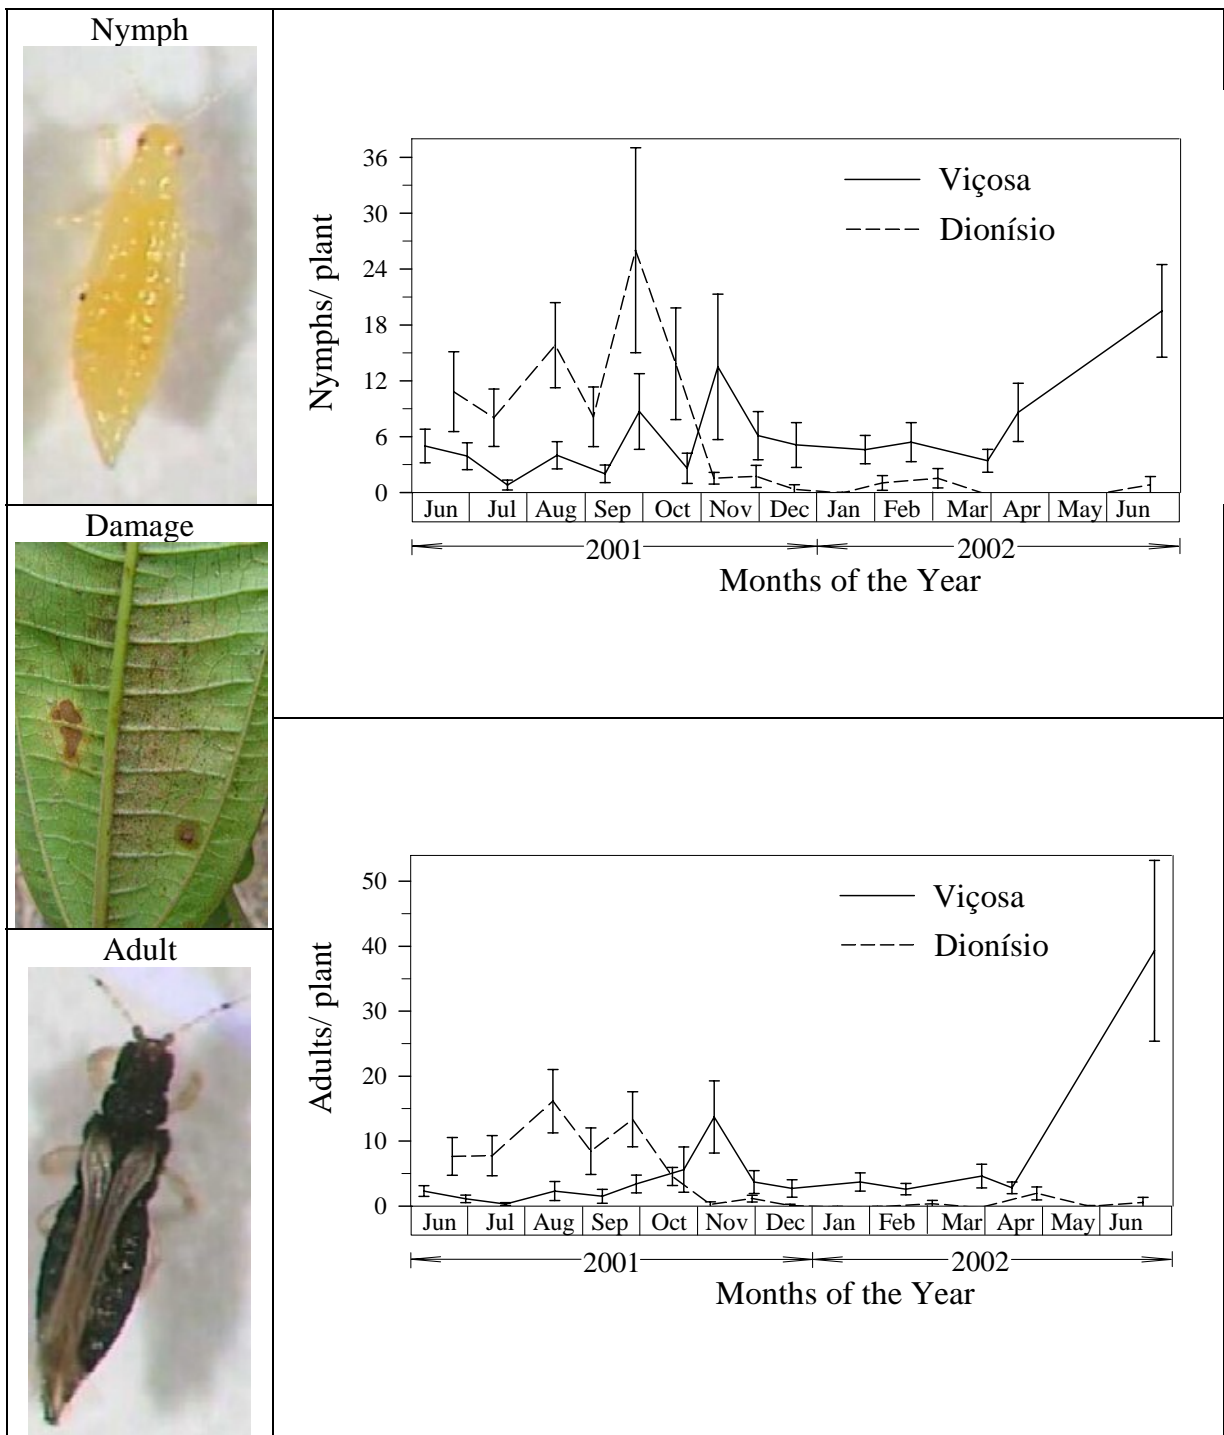 Nymph
Damage
Adult
Nymphs/ plant
36
30
24
18
12
6
0
Viçosa
Dionísio
Jun Jul Aug Sep Oct Nov Dec Jan Feb Mar Apr May Jun
2001 2002
Months of the Year
Adults/ plant
50
40
30
20
10
0
Viçosa
Dionísio
Jun Jul Aug Sep Oct Nov Dec Jan Feb Mar Apr May Jun
2001 2002
Months of the Year